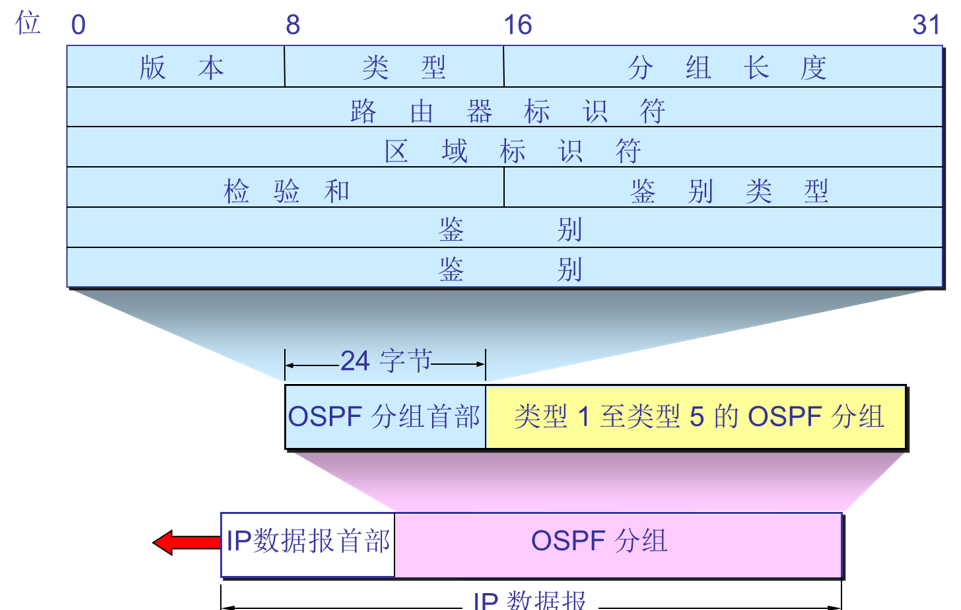 位 0 8 16 31
版 本 类 型 分 组 长 度
路 由 器 标 识 符
区 域 标 识 符
检 验 和 鉴 别 类 型
鉴 别
鉴 别
24 字节
OSPF 分组首部 类型 1 至类型 5 的 OSPF 分组
IP数据报首部 OSPF 分组
IP 数据报